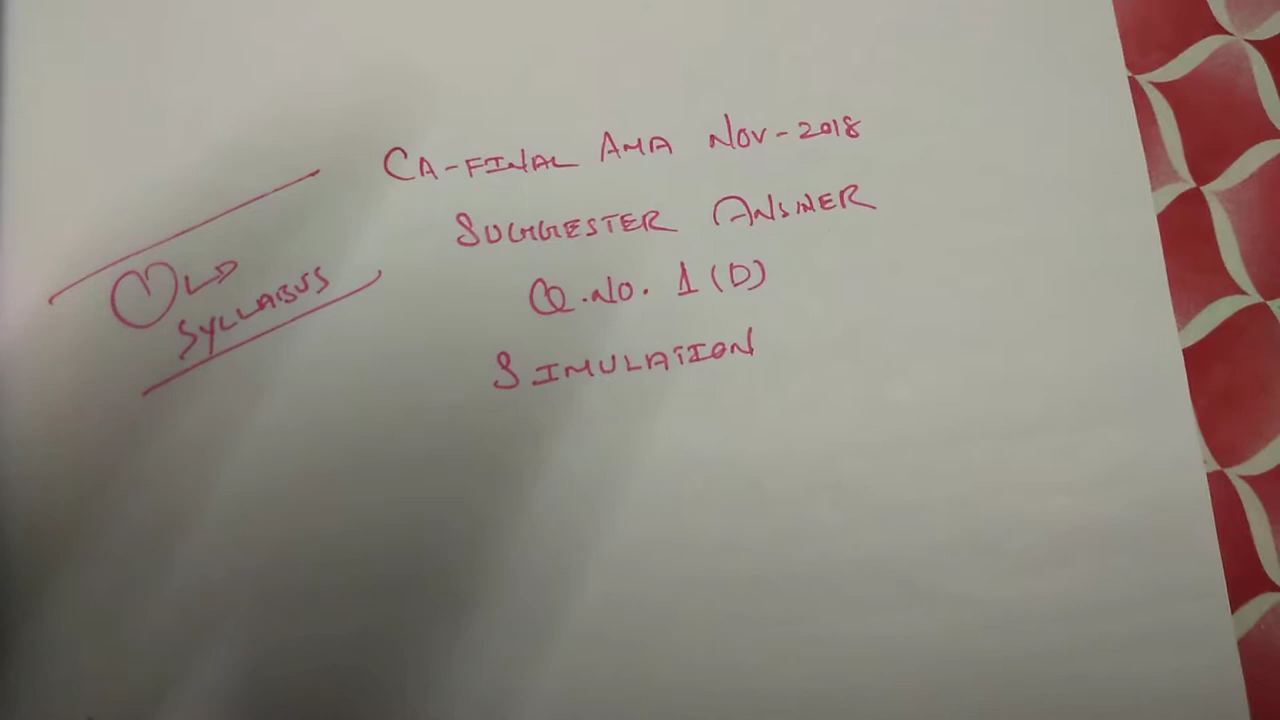 CA-FINAL AMA NOV-2018
SUGGESTER ANSWER
Q.NO. 1(D)
SIMULATION
OLD
SYLLABUS